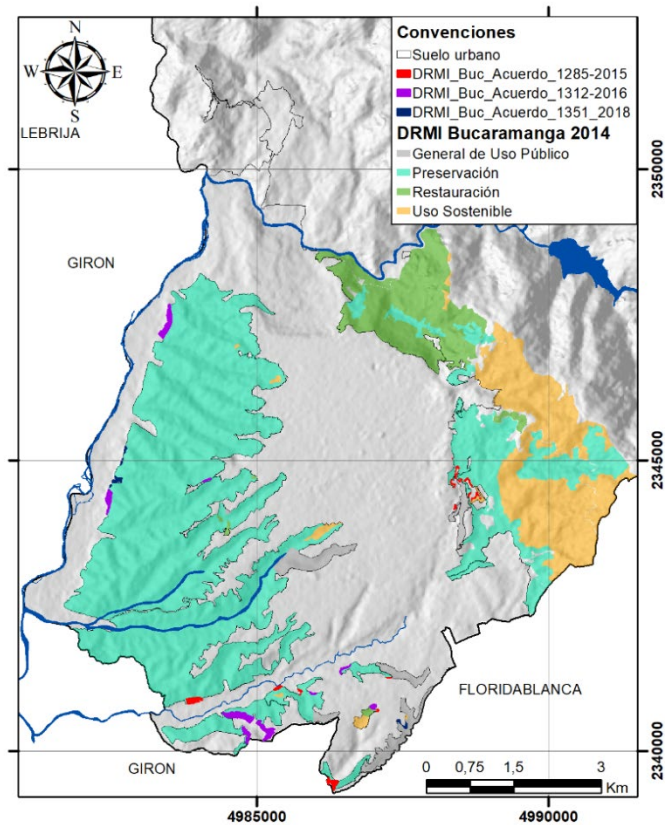 N
W E
S
Convenciones
Suelo urbano
DRMI_Buc_Acuerdo_1285-2015
DRMI_Buc_Acuerdo_1312-2016
DRMI_Buc_Acuerdo_1351_2018
DRMI Bucaramanga 2014
General de Uso Público
Preservación
Restauración
Uso Sostenible
LEBRIJA
2350000
GIRON
2345000
FLORIDABLANCA
GIRON
2340000
0 0,75 1,5 3
Km
4985000 4990000